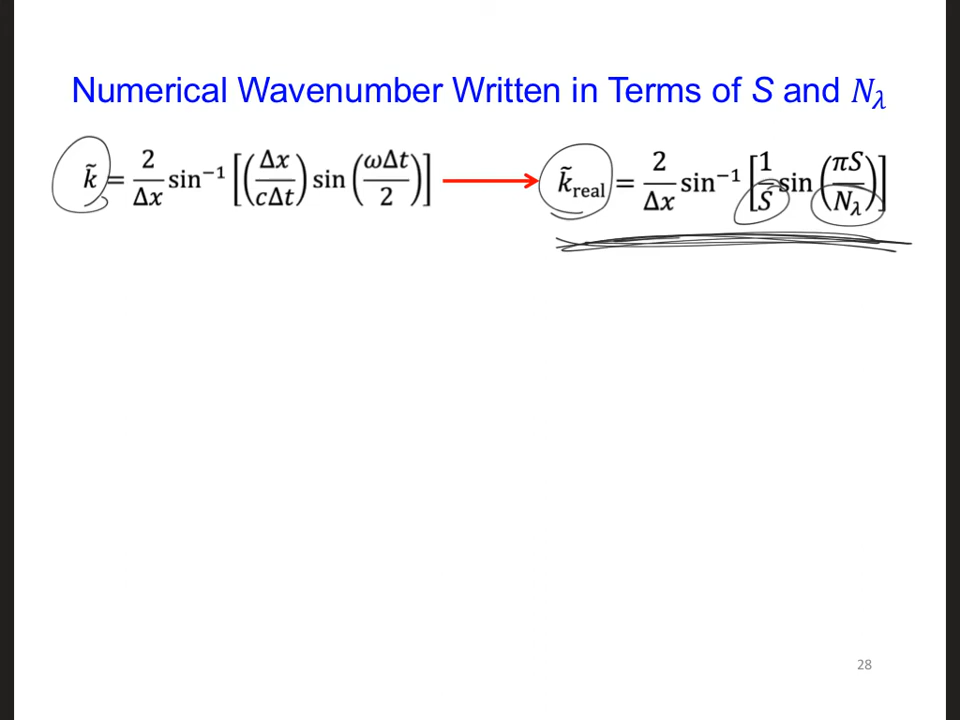 Numerical Wavenumber Written in Terms of S and N_λ
k̃ = 2/Δx sin⁻¹ [(Δx/cΔt) sin (ωΔt/2)] → k̃_real = 2/Δx sin⁻¹ [1/S sin (πS/N_λ)]
28